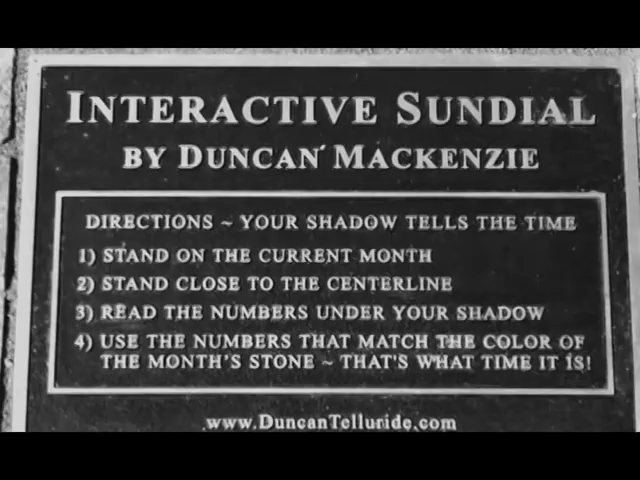 INTERACTIVE SUNDIAL
BY DUNCAN MACKENZIE
DIRECTIONS ~ YOUR SHADOW TELLS THE TIME
1) STAND ON THE CURRENT MONTH
2) STAND CLOSE TO THE CENTERLINE
3) READ THE NUMBERS UNDER YOUR SHADOW
4) USE THE NUMBERS THAT MATCH THE COLOR OF
THE MONTH'S STONE ~ THAT'S WHAT TIME IT IS!
www.DuncanTelluride.com